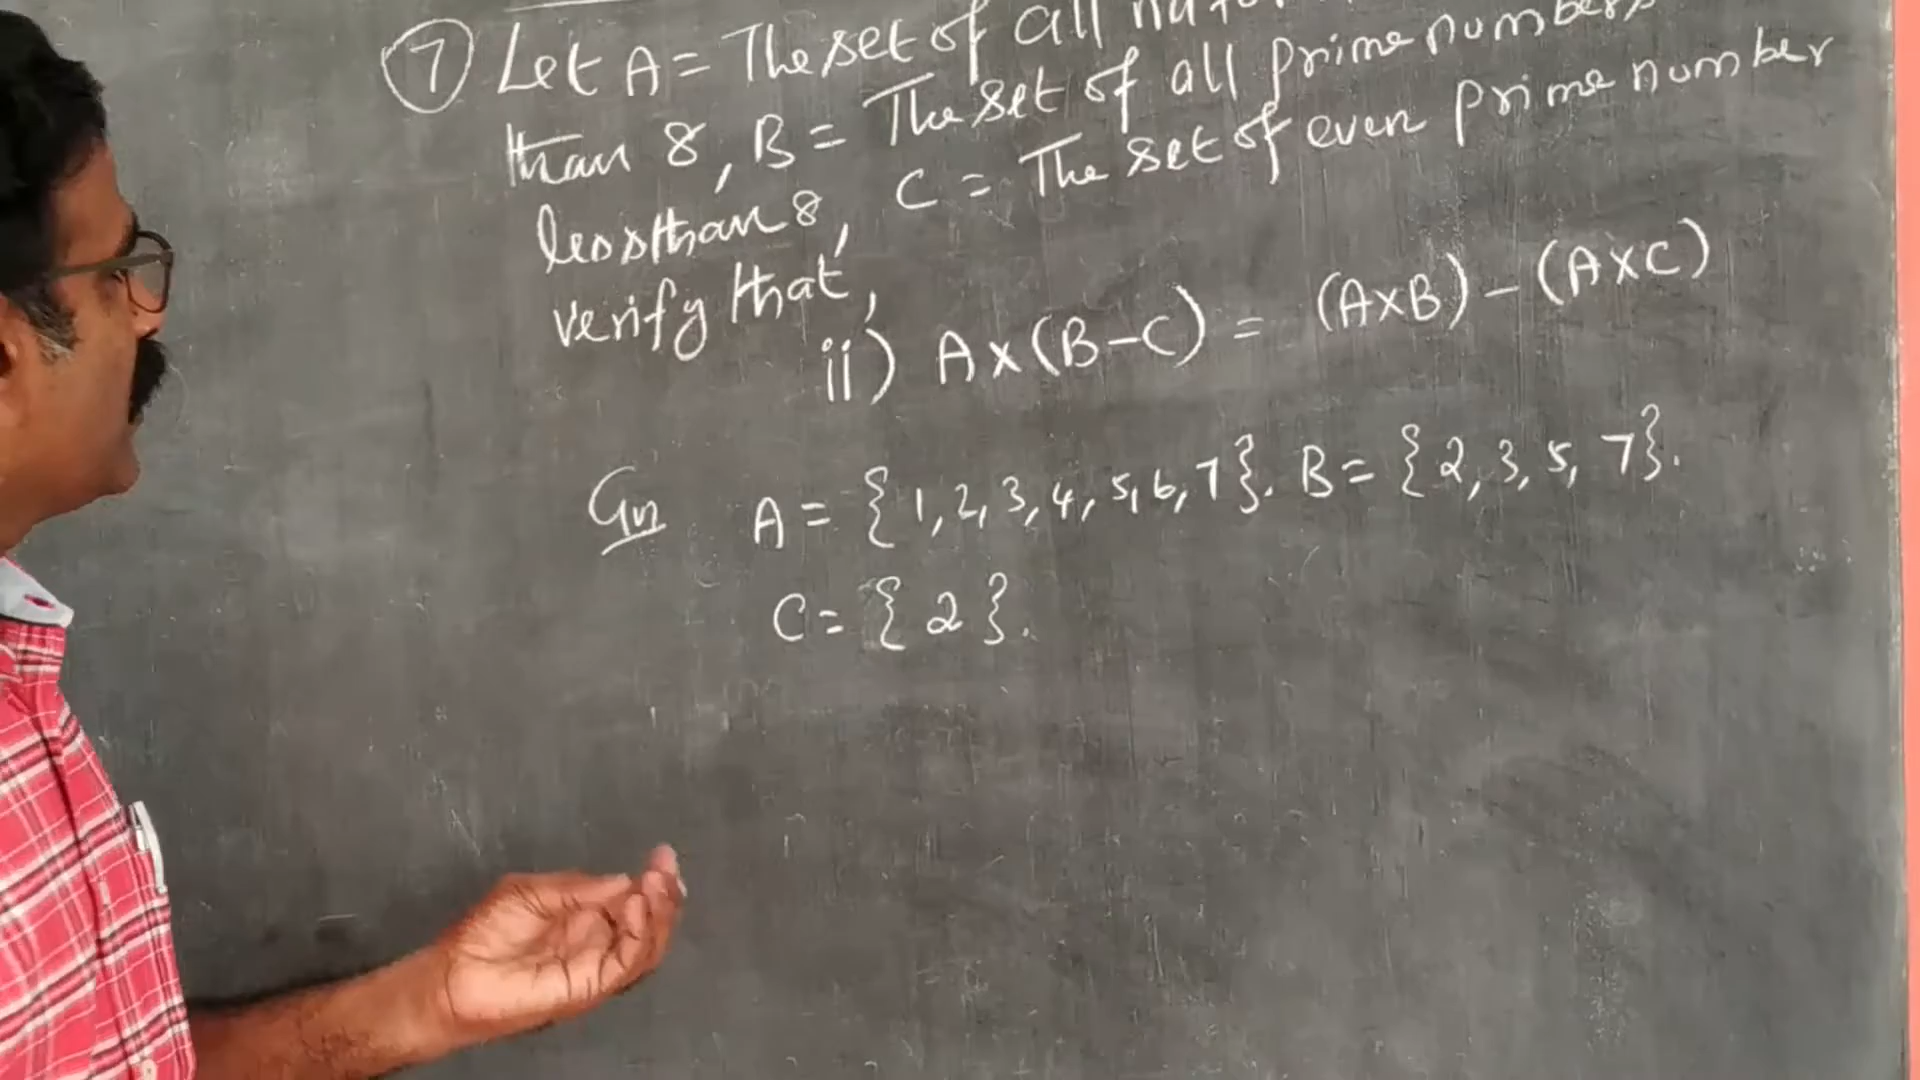 7 Let A = The set of all
than 8, B = The set of all prime numbers
less than 8, C = The set of even prime number
verify that,
ii) A×(B-C) = (A×B) - (A×C)
Gn A = {1, 2, 3, 4, 5, 6, 7}. B = {2, 3, 5, 7}.
C = {2}.